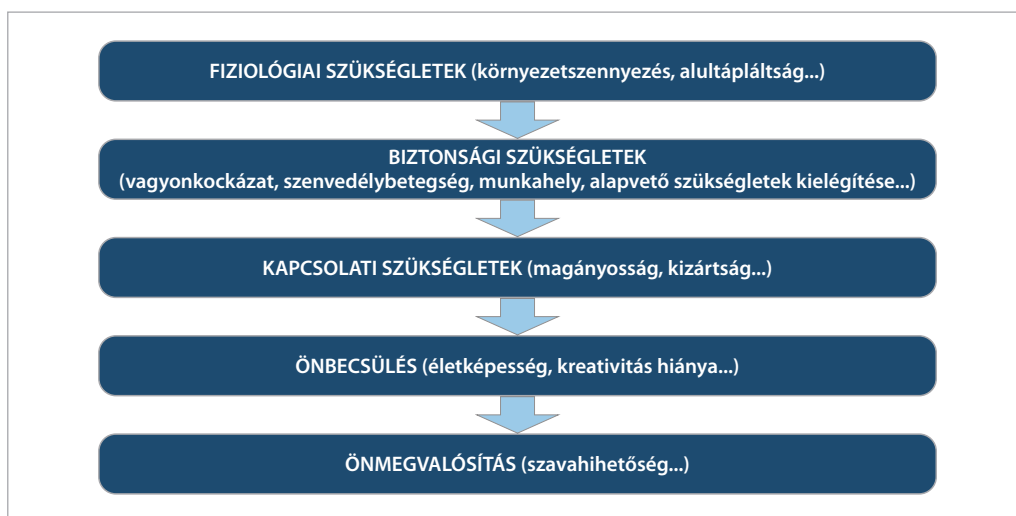 FIZIOLÓGIAI SZÜKSÉGLETEK (környezetszennyezés, alultápláltság...)
BIZTONSÁGI SZÜKSÉGLETEK
(vagyonkockázat, szenvedélybetegség, munkahely, alapvető szükségletek kielégítése...)
KAPCSOLATI SZÜKSÉGLETEK (magányosság, kizártság...)
ÖNBECSÜLÉS (életképesség, kreativitás hiánya...)
ÖNMEGVALÓSÍTÁS (szavahihetőség...)